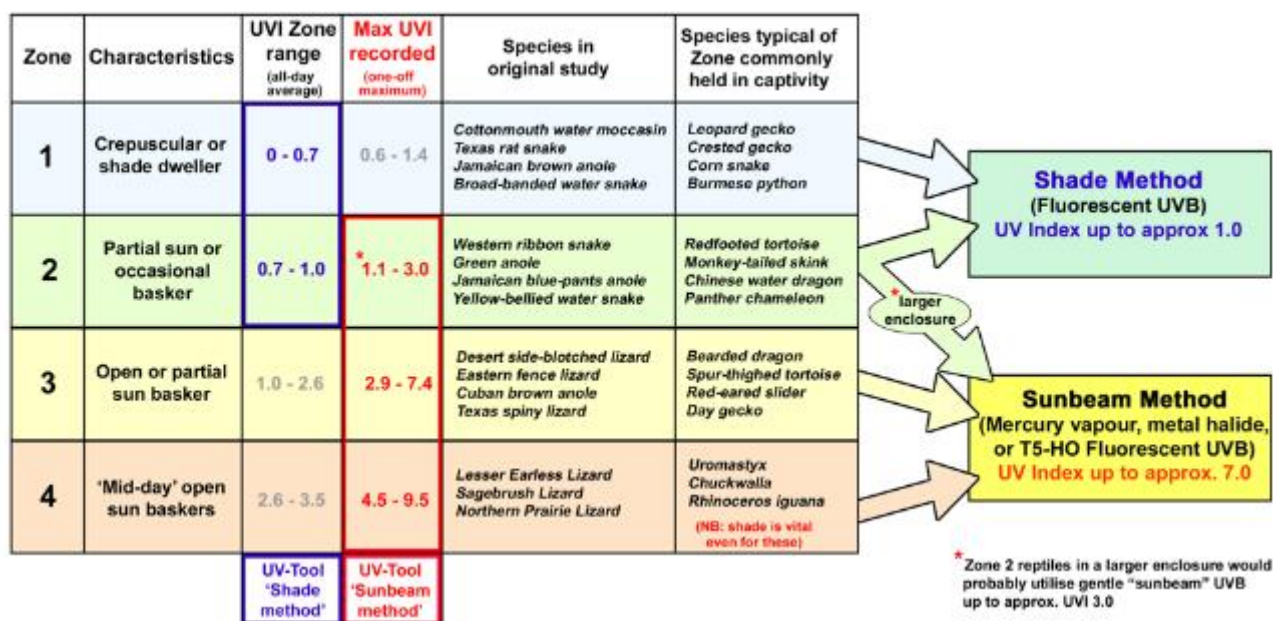 Zone
Characteristics
UVI Zone
range
(all-day
average)
Max UVI
recorded
(one-off
maximum)
Species in
original study
Species typical of
Zone commonly
held in captivity
1
Crepuscular or
shade dweller
0 - 0.7
0.6 - 1.4
Cottonmouth water moccasin
Texas rat snake
Jamaican brown anole
Broad-banded water snake
Leopard gecko
Crested gecko
Corn snake
Burmese python
2
Partial sun or
occasional
basker
0.7 - 1.0
*1.1 - 3.0
Western ribbon snake
Green anole
Jamaican blue-pants anole
Yellow-bellied water snake
Redfooted tortoise
Monkey-tailed skink
Chinese water dragon
Panther chameleon
3
Open or partial
sun basker
1.0 - 2.6
2.9 - 7.4
Desert side-blotched lizard
Eastern fence lizard
Cuban brown anole
Texas spiny lizard
Bearded dragon
Spur-thighed tortoise
Red-eared slider
Day gecko
4
'Mid-day' open
sun baskers
2.6 - 3.5
4.5 - 9.5
Lesser Earless Lizard
Sagebrush Lizard
Northern Prairie Lizard
Uromastyx
Chuckwalla
Rhinoceros iguana
(NB: shade is vital
even for these)
UV-Tool
'Shade
method'
UV-Tool
'Sunbeam
method'
Shade Method
(Fluorescent UVB)
UV Index up to approx 1.0
*larger
enclosure
Sunbeam Method
(Mercury vapour, metal halide,
or T5-HO Fluorescent UVB)
UV Index up to approx. 7.0
*Zone 2 reptiles in a larger enclosure would
probably utilise gentle "sunbeam" UVB
up to approx. UVI 3.0